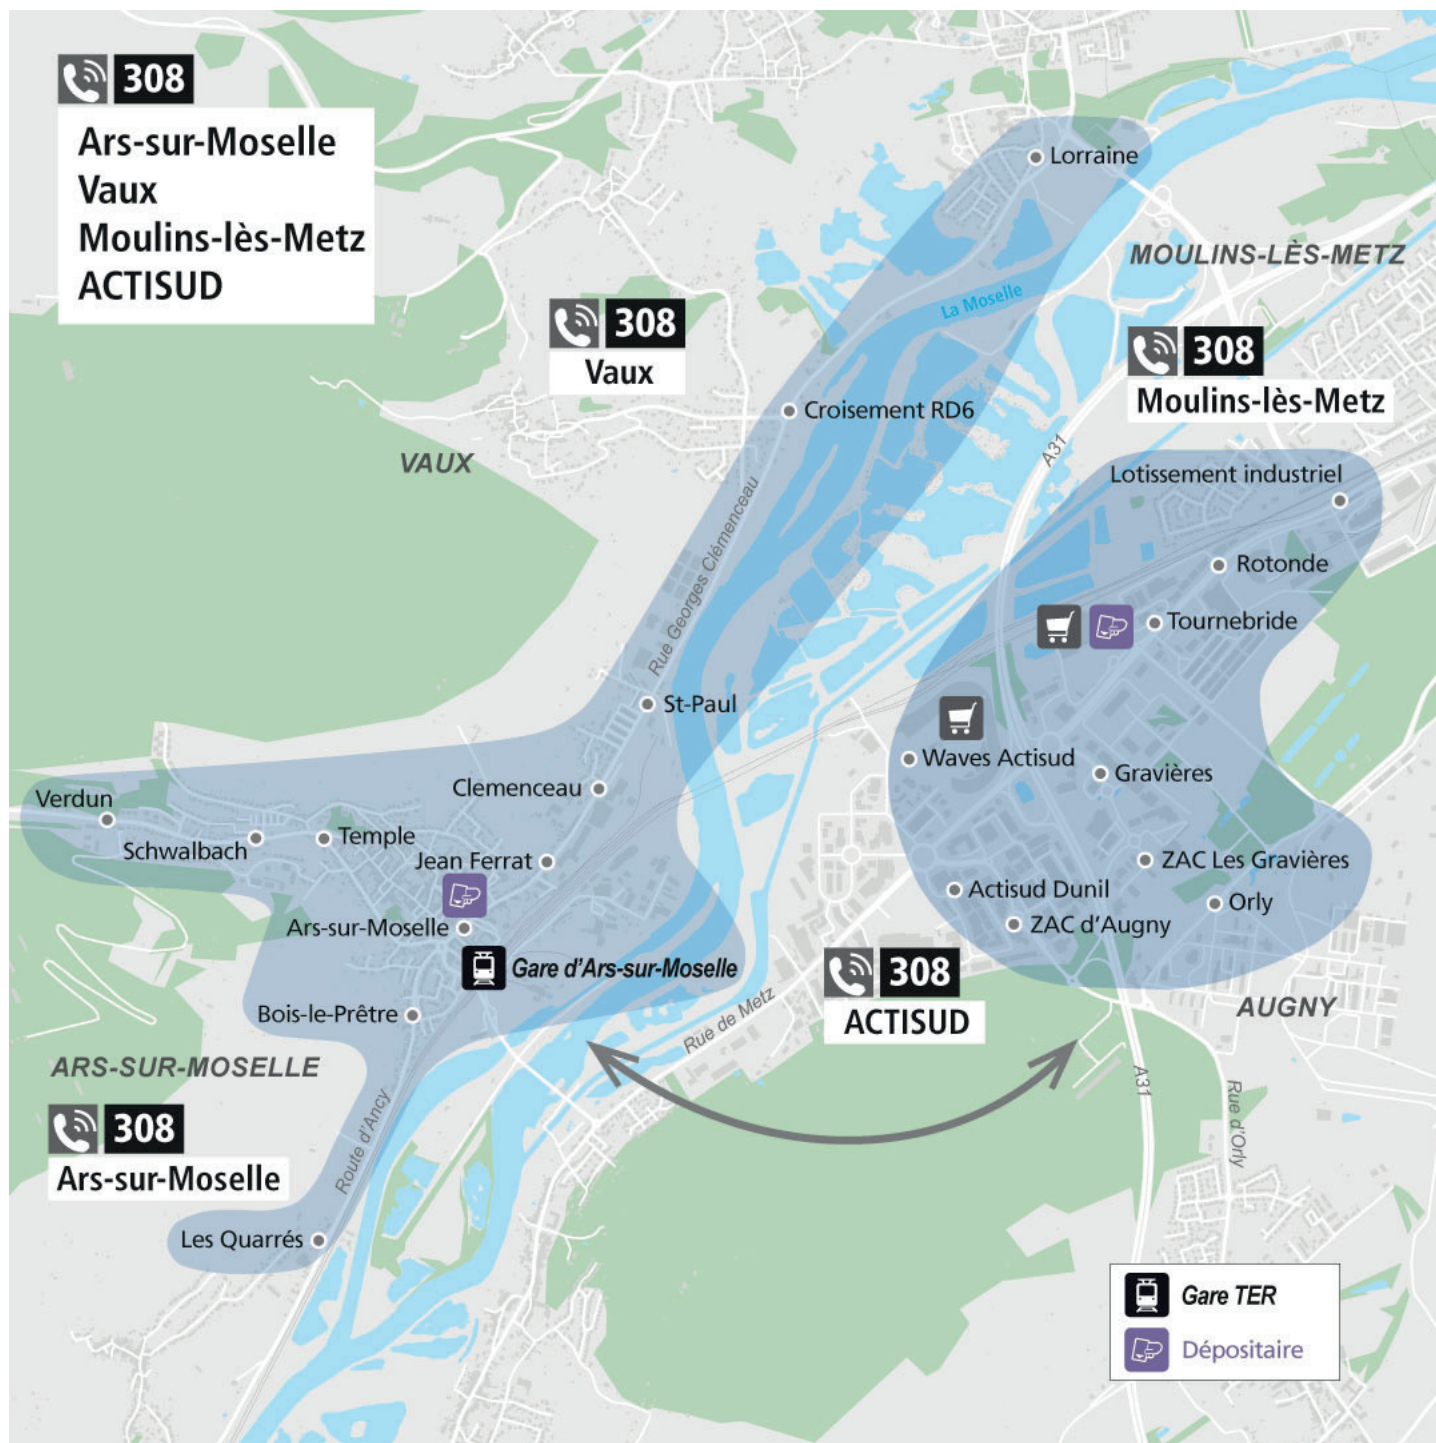 308
Ars-sur-Moselle
Vaux
Moulins-lès-Metz
ACTISUD
Lorraine
MOULINS-LÈS-METZ
La Moselle
308
Vaux
308
Moulins-lès-Metz
Croisement RD6
A31
VAUX
Lotissement industriel
Rue Georges Clémenceau
Rotonde
Tournebride
St-Paul
Waves Actisud
Gravières
Clemenceau
Verdun
Schwalbach
Temple
Jean Ferrat
ZAC Les Gravières
Actisud Dunil
Orly
Ars-sur-Moselle
ZAC d'Augny
Gare d'Ars-sur-Moselle
308
ACTISUD
Bois-le-Prêtre
Rue de Metz
AUGNY
ARS-SUR-MOSELLE
A31
Rue d'Orly
308
Ars-sur-Moselle
Route d'Ancy
Les Quarrés
Gare TER
Dépositaire